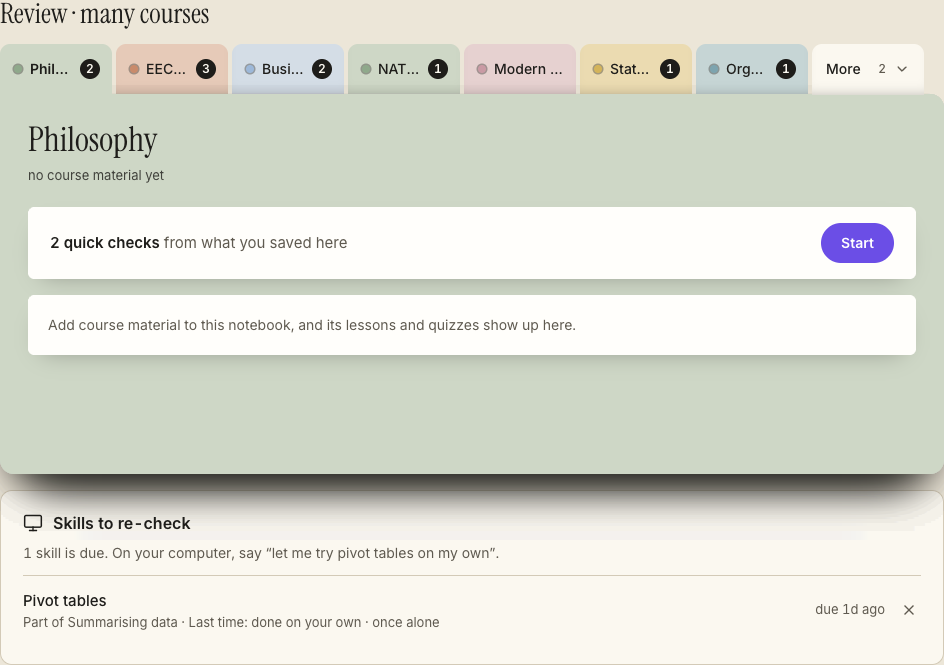 Review · many courses
Phil... 2
EEC... 3
Busi... 2
NAT... 1
Modern ...
Stat... 1
Org... 1
More 2
Philosophy
no course material yet
2 quick checks from what you saved here
Start
Add course material to this notebook, and its lessons and quizzes show up here.
Skills to re-check
1 skill is due. On your computer, say “let me try pivot tables on my own”.
Pivot tables
due 1d ago
Part of Summarising data · Last time: done on your own · once alone